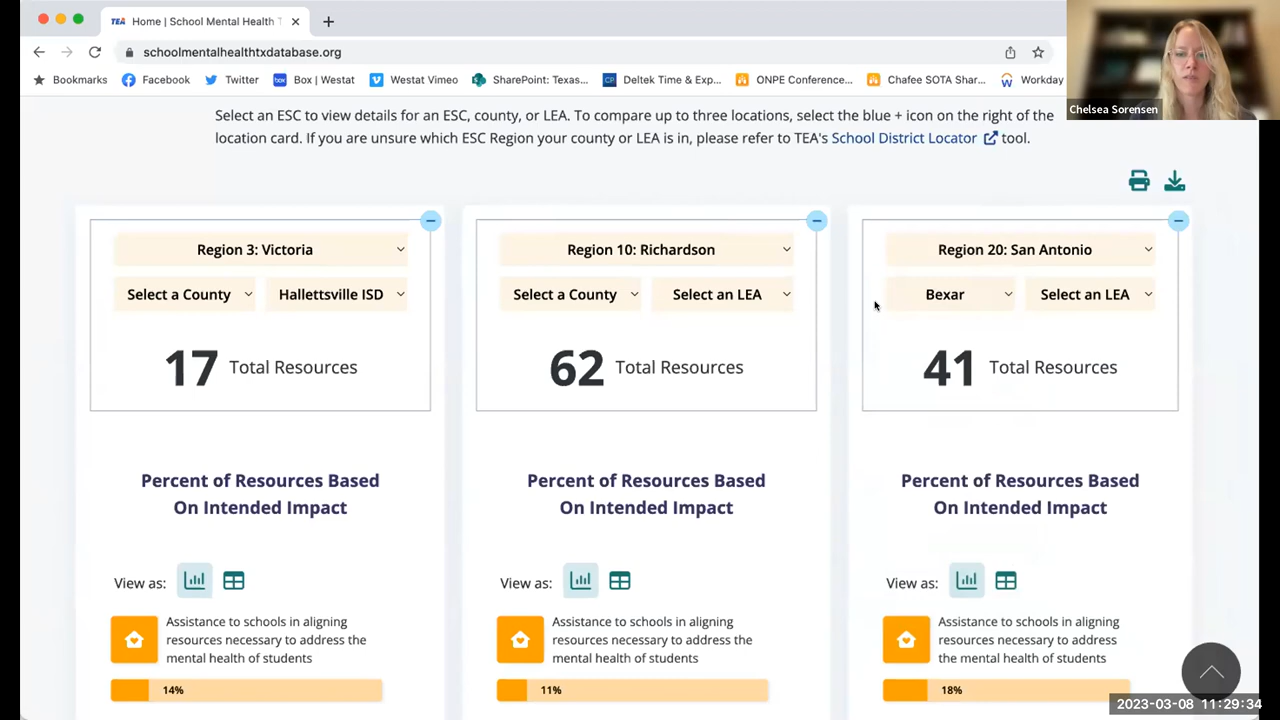 TEA Home | School Mental Health T
schoolmentalhealthtxdatabase.org
Bookmarks Facebook Twitter box Box | Westat Westat Vimeo SharePoint: Texas... CP Deltek Time & Exp... ONPE Conference... Chafee SOTA Shar... Workday
Chelsea Sorensen
Select an ESC to view details for an ESC, county, or LEA. To compare up to three locations, select the blue + icon on the right of the
location card. If you are unsure which ESC Region your county or LEA is in, please refer to TEA's School District Locator tool.
Region 3: Victoria
Select a County Hallettsville ISD
17 Total Resources
Percent of Resources Based
On Intended Impact
View as:
Assistance to schools in aligning
resources necessary to address the
mental health of students
14%
Region 10: Richardson
Select a County Select an LEA
62 Total Resources
Percent of Resources Based
On Intended Impact
View as:
Assistance to schools in aligning
resources necessary to address the
mental health of students
11%
Region 20: San Antonio
Bexar Select an LEA
41 Total Resources
Percent of Resources Based
On Intended Impact
View as:
Assistance to schools in aligning
resources necessary to address
the mental health of students
18%
2023-03-08 11:29:34